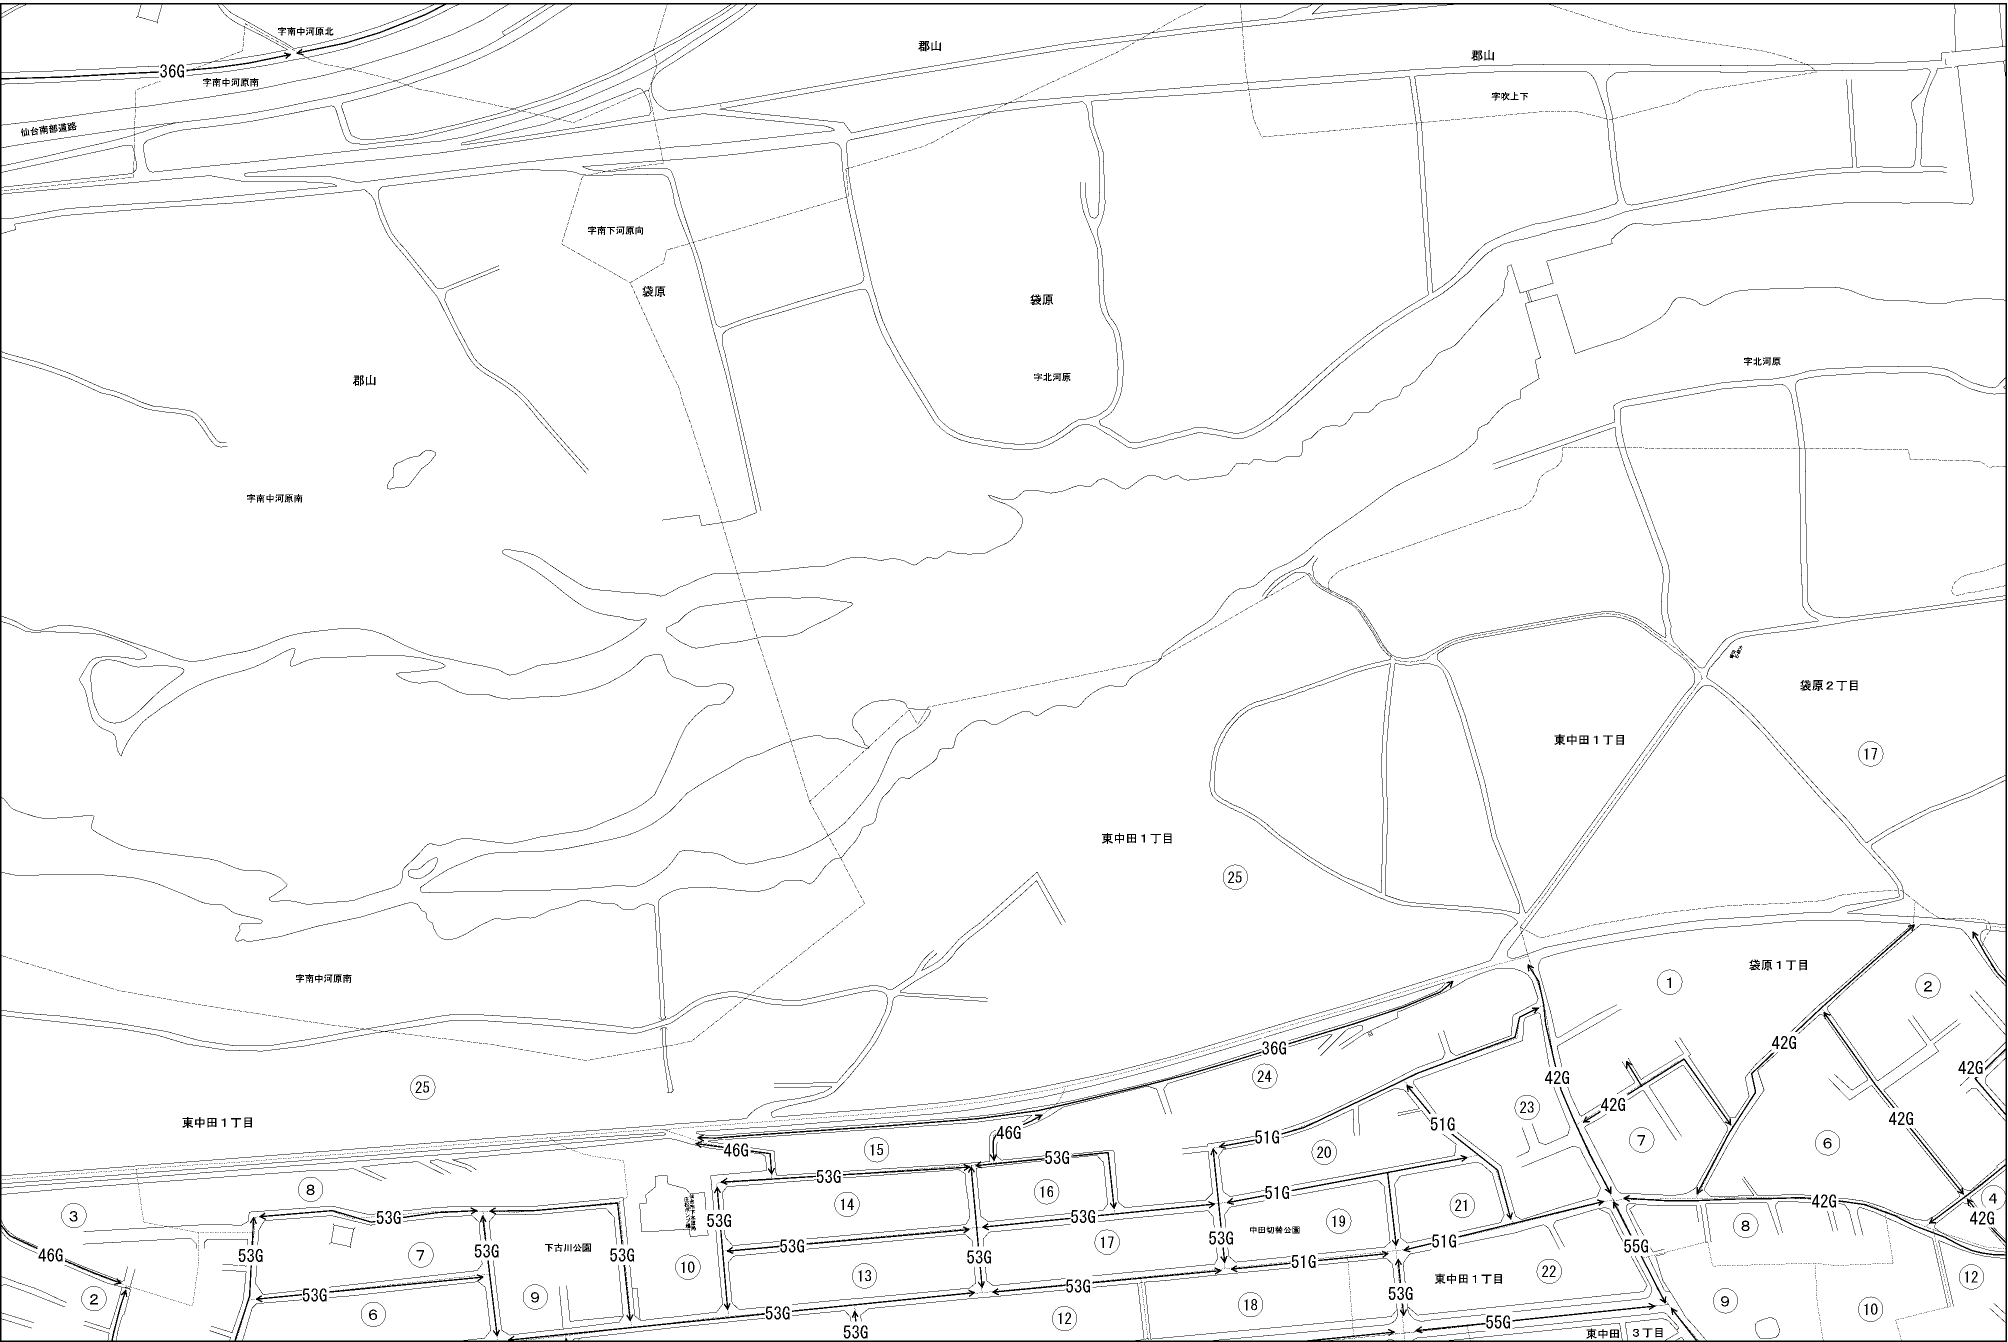 字南中河原北
36G
字南中河原南
仙台南部道路
郡山
郡山
字吹上下
字南下河原向
袋原
袋原
字北河原
字北河原
郡山
字南中河原南
袋原2丁目
東中田1丁目
17
東中田1丁目
25
字南中河原南
袋原1丁目
1
2
25
東中田1丁目
36G
24
42G
42G
42G
42G
42G
23
7
6
46G
46G
51G
51G
15
20
8
53G
53G
14
16
51G
21
3
53G
53G
53G
19
中田切替公園
42G
8
4
42G
46G
53G
7
53G
下古川公園
53G
10
53G
53G
17
53G
51G
51G
55G
13
22
東中田1丁目
12
2
53G
6
9
53G
53G
53G
12
18
53G
55G
9
10
東中田 3丁目